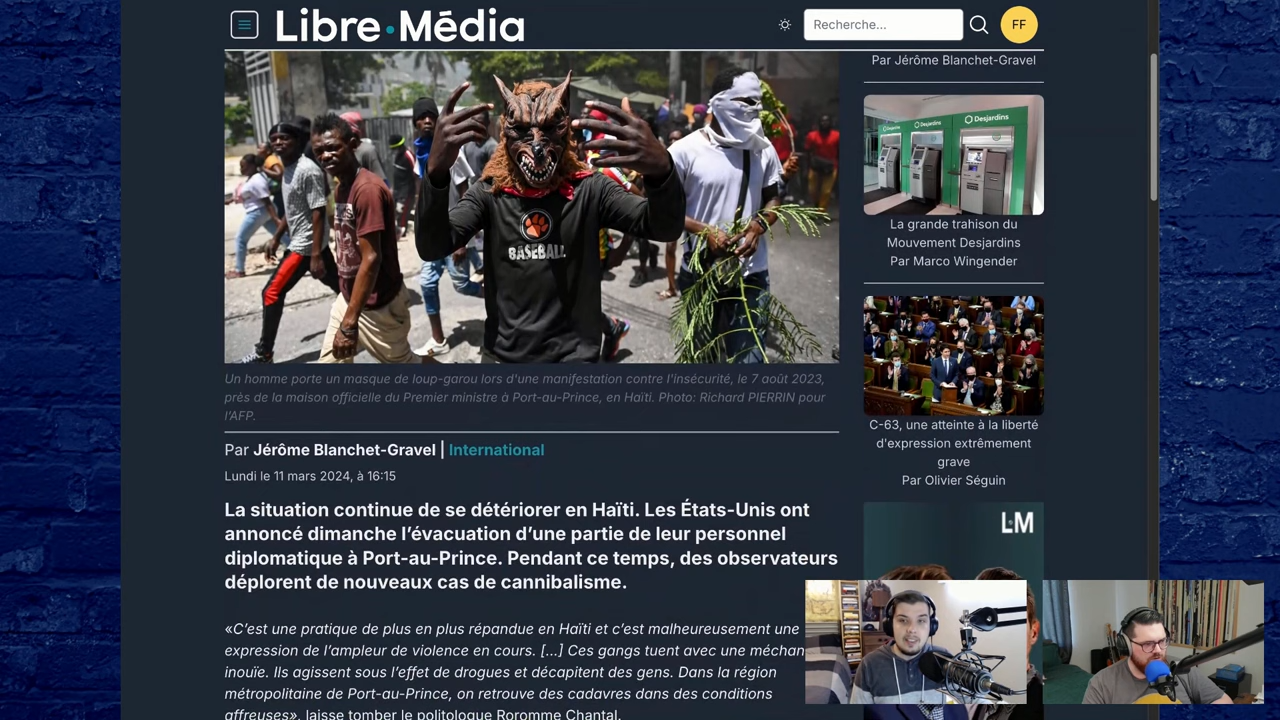 Libre•Média
Recherche...
FF
BASEBALL
Un homme porte un masque de loup-garou lors d'une manifestation contre l'insécurité, le 7 août 2023,
près de la maison officielle du Premier ministre à Port-au-Prince, en Haïti. Photo: Richard PIERRIN pour
l'AFP.
Par Jérôme Blanchet-Gravel | International
Lundi le 11 mars 2024, à 16:15
La situation continue de se détériorer en Haïti. Les États-Unis ont
annoncé dimanche l’évacuation d’une partie de leur personnel
diplomatique à Port-au-Prince. Pendant ce temps, des observateurs
déplorent de nouveaux cas de cannibalisme.
«C’est une pratique de plus en plus répandue en Haïti et c’est malheureusement une
expression de l’ampleur de violence en cours. [...] Ces gangs tuent avec une méchan
inouïe. Ils agissent sous l’effet de drogues et décapitent des gens. Dans la région
métropolitaine de Port-au-Prince, on retrouve des cadavres dans des conditions
affreuses», laisse tomber le politologue Roromme Chantal.
Par Jérôme Blanchet-Gravel
Desjardins
Desjardins
Desjardins
La grande trahison du
Mouvement Desjardins
Par Marco Wingender
C-63, une atteinte à la liberté
d'expression extrêmement
grave
Par Olivier Séguin
L•M